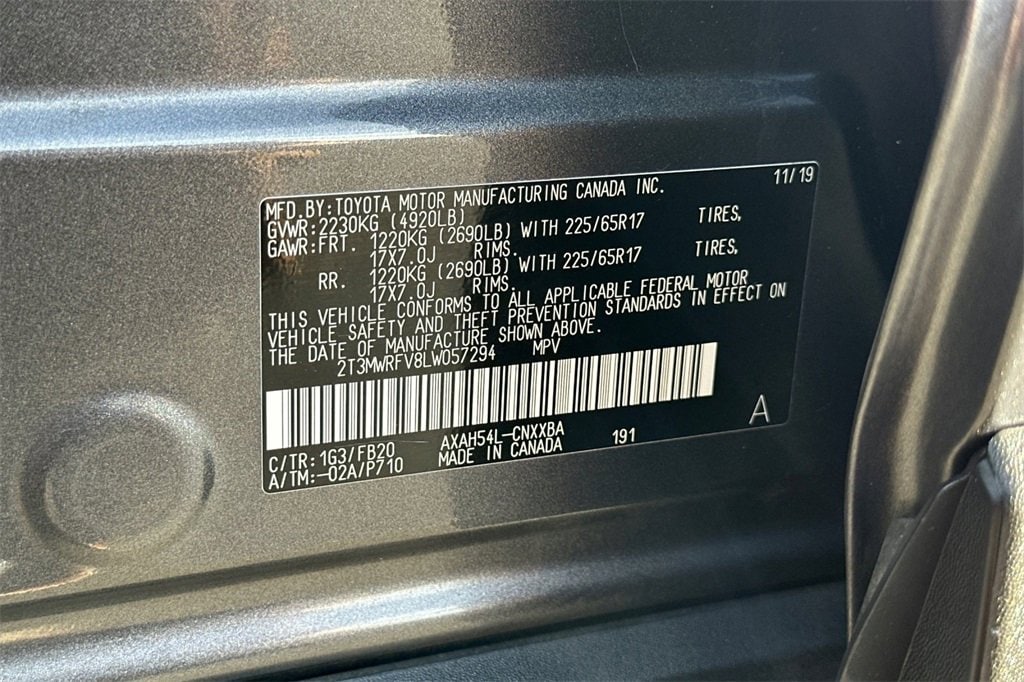 11/19
MFD.BY:TOYOTA MOTOR MANUFACTURING CANADA INC.
GVWR:2230KG (4920LB)
GAWR:FRT. 1220KG (2690LB) WITH 225/65R17 TIRES,
17X7.0J RIMS.
RR. 1220KG (2690LB) WITH 225/65R17 TIRES,
17X7.0J RIMS.
THIS VEHICLE CONFORMS TO ALL APPLICABLE FEDERAL MOTOR
VEHICLE SAFETY AND THEFT PREVENTION STANDARDS IN EFFECT ON
THE DATE OF MANUFACTURE SHOWN ABOVE.
2T3MWRFV8LW057294 MPV
A
C/TR:1G3/FB20 AXAH54L-CNXXBA 191
A/TM:-02A/P710 MADE IN CANADA